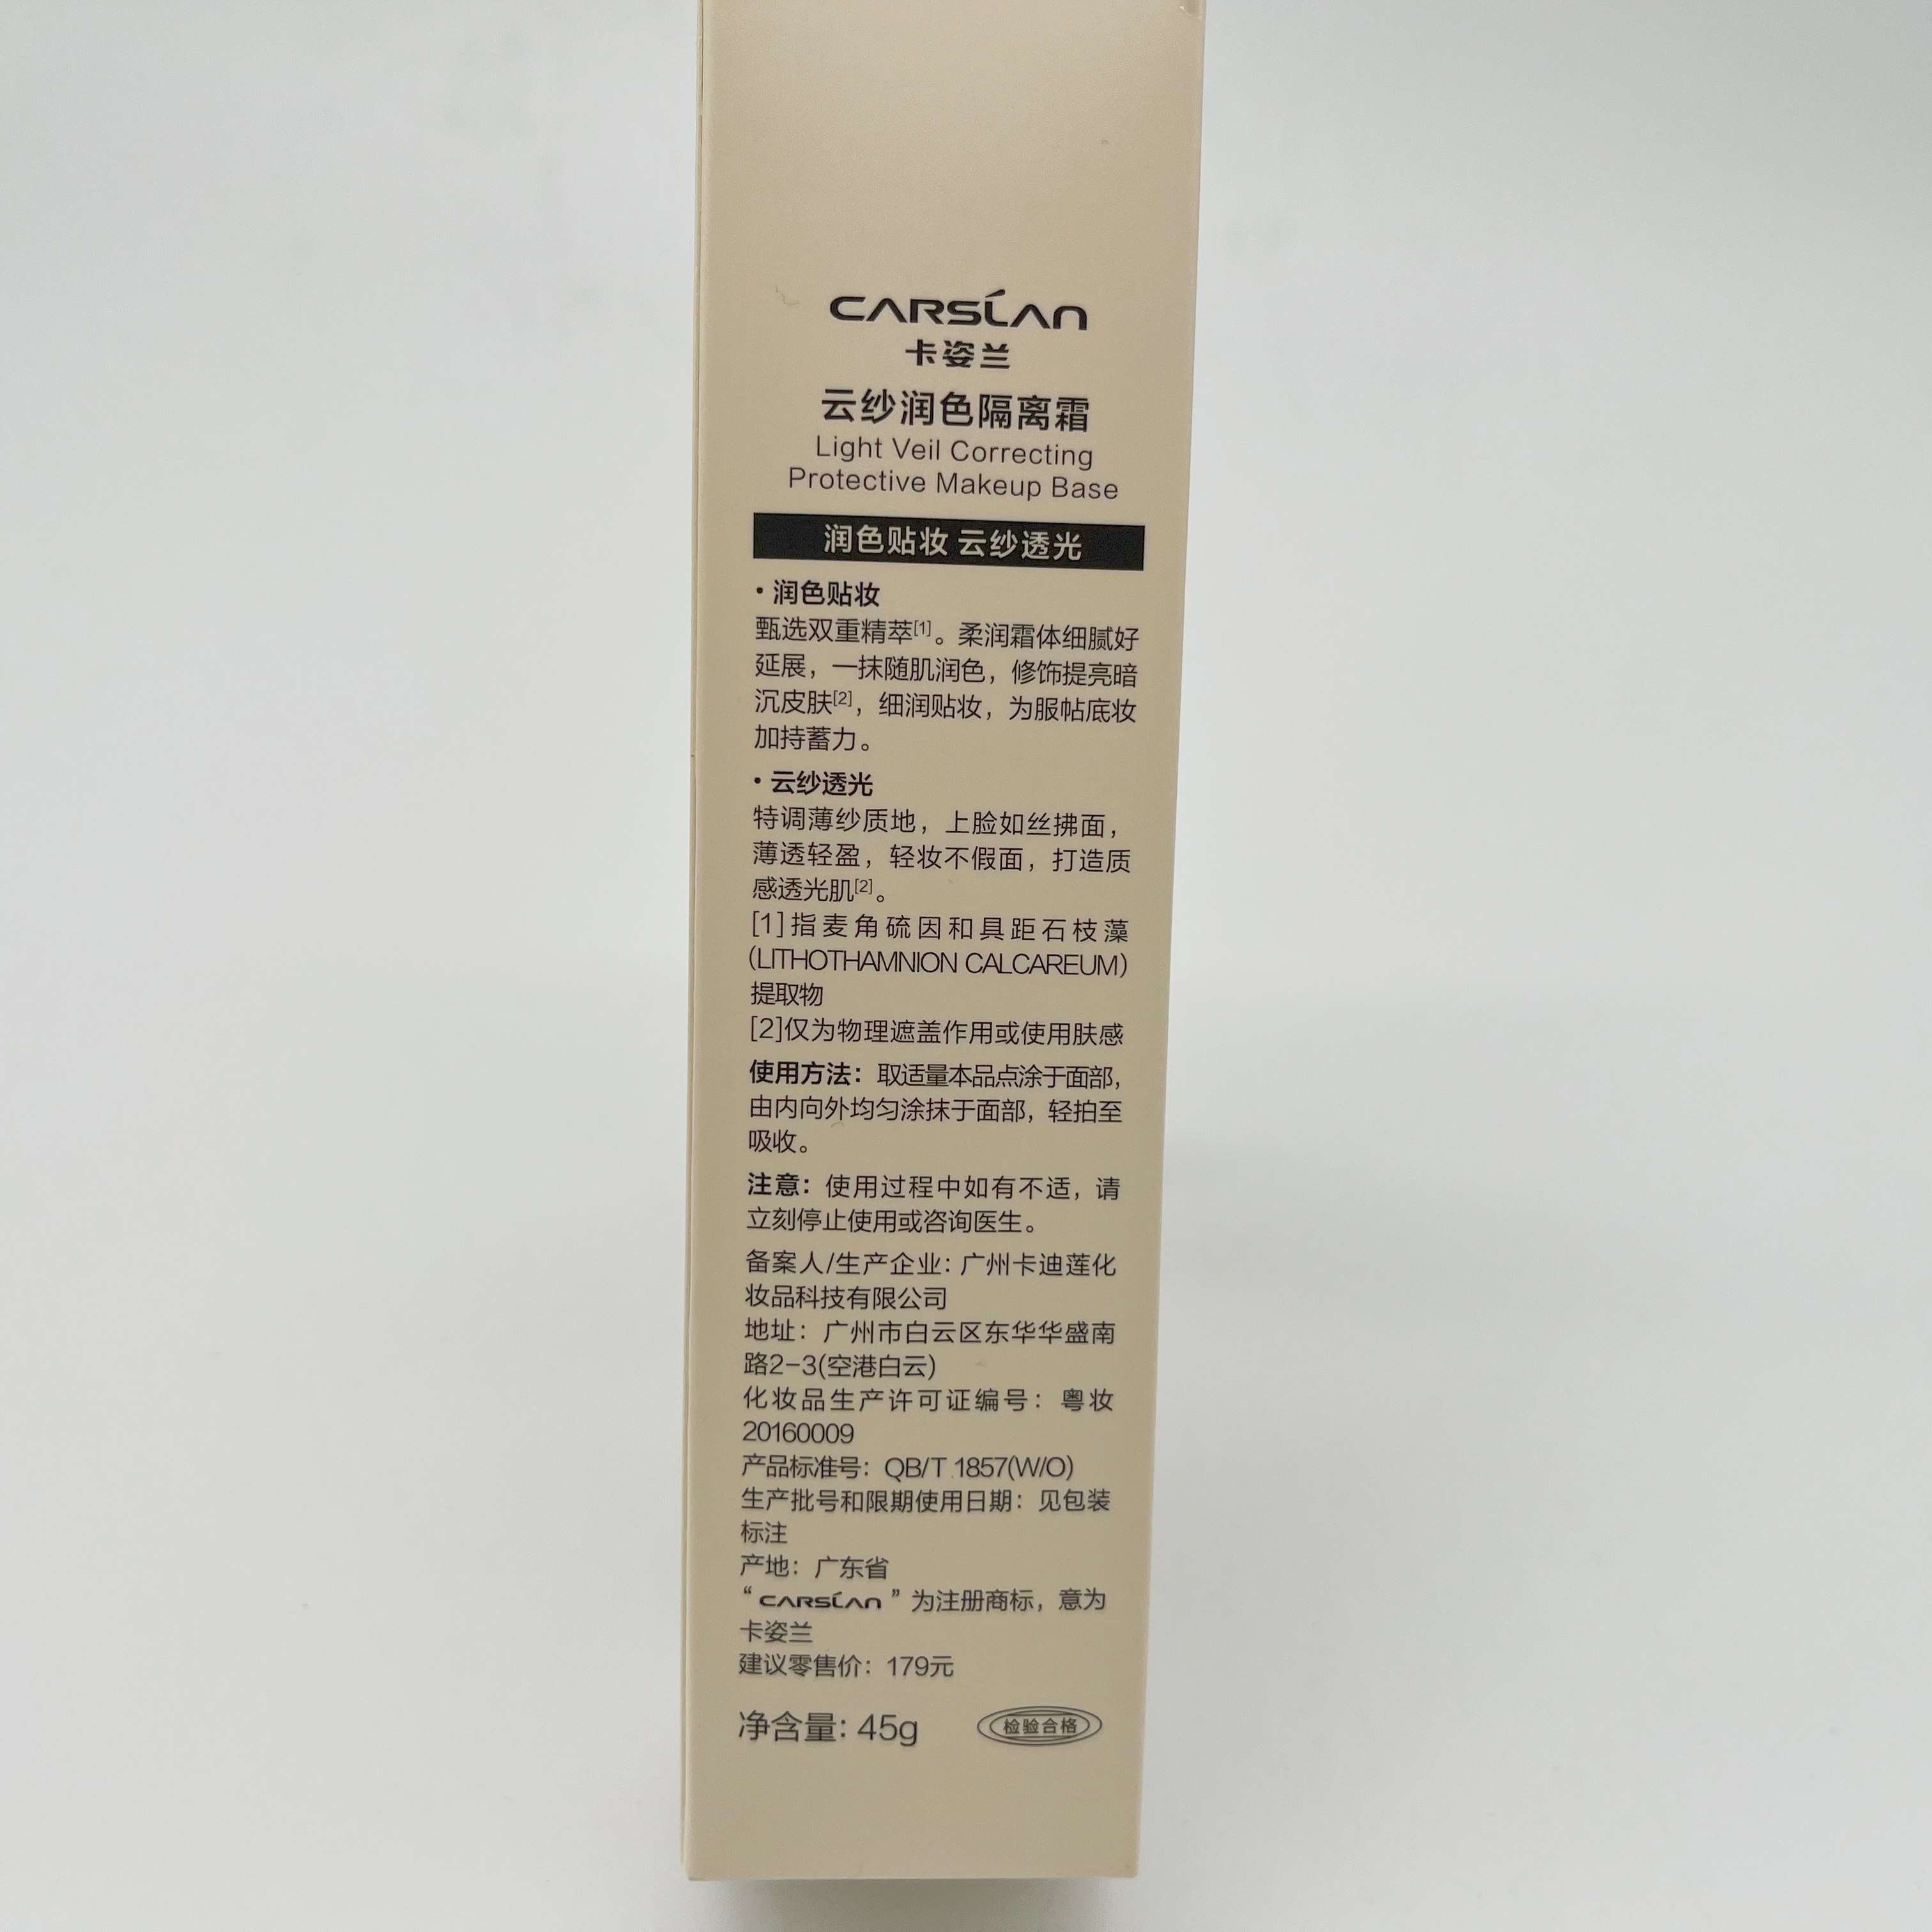 CARSLAN
卡姿兰
云纱润色隔离霜
Light Veil Correcting
Protective Makeup Base
润色贴妆 云纱透光
·润色贴妆
甄选双重精萃[1]。柔润霜体细腻好
延展，一抹随肌润色，修饰提亮暗
沉皮肤[2]，细润贴妆，为服帖底妆
加持蓄力。
·云纱透光
特调薄纱质地，上脸如丝拂面，
薄透轻盈，轻妆不假面，打造质
感透光肌[2]。
[1]指麦角硫因和具距石枝藻
(LITHOTHAMNION CALCAREUM)
提取物
[2]仅为物理遮盖作用或使用肤感
使用方法：取适量本品点涂于面部，
由内向外均匀涂抹于面部，轻拍至
吸收。
注意：使用过程中如有不适，请
立刻停止使用或咨询医生。
备案人/生产企业：广州卡迪莲化
妆品科技有限公司
地址：广州市白云区东华华盛南
路2-3(空港白云)
化妆品生产许可证编号：粤妆
20160009
产品标准号：QB/T 1857(W/O)
生产批号和限期使用日期：见包装
标注
产地：广东省
“CARSLAN”为注册商标，意为
卡姿兰
建议零售价：179元
净含量: 45g 检验合格